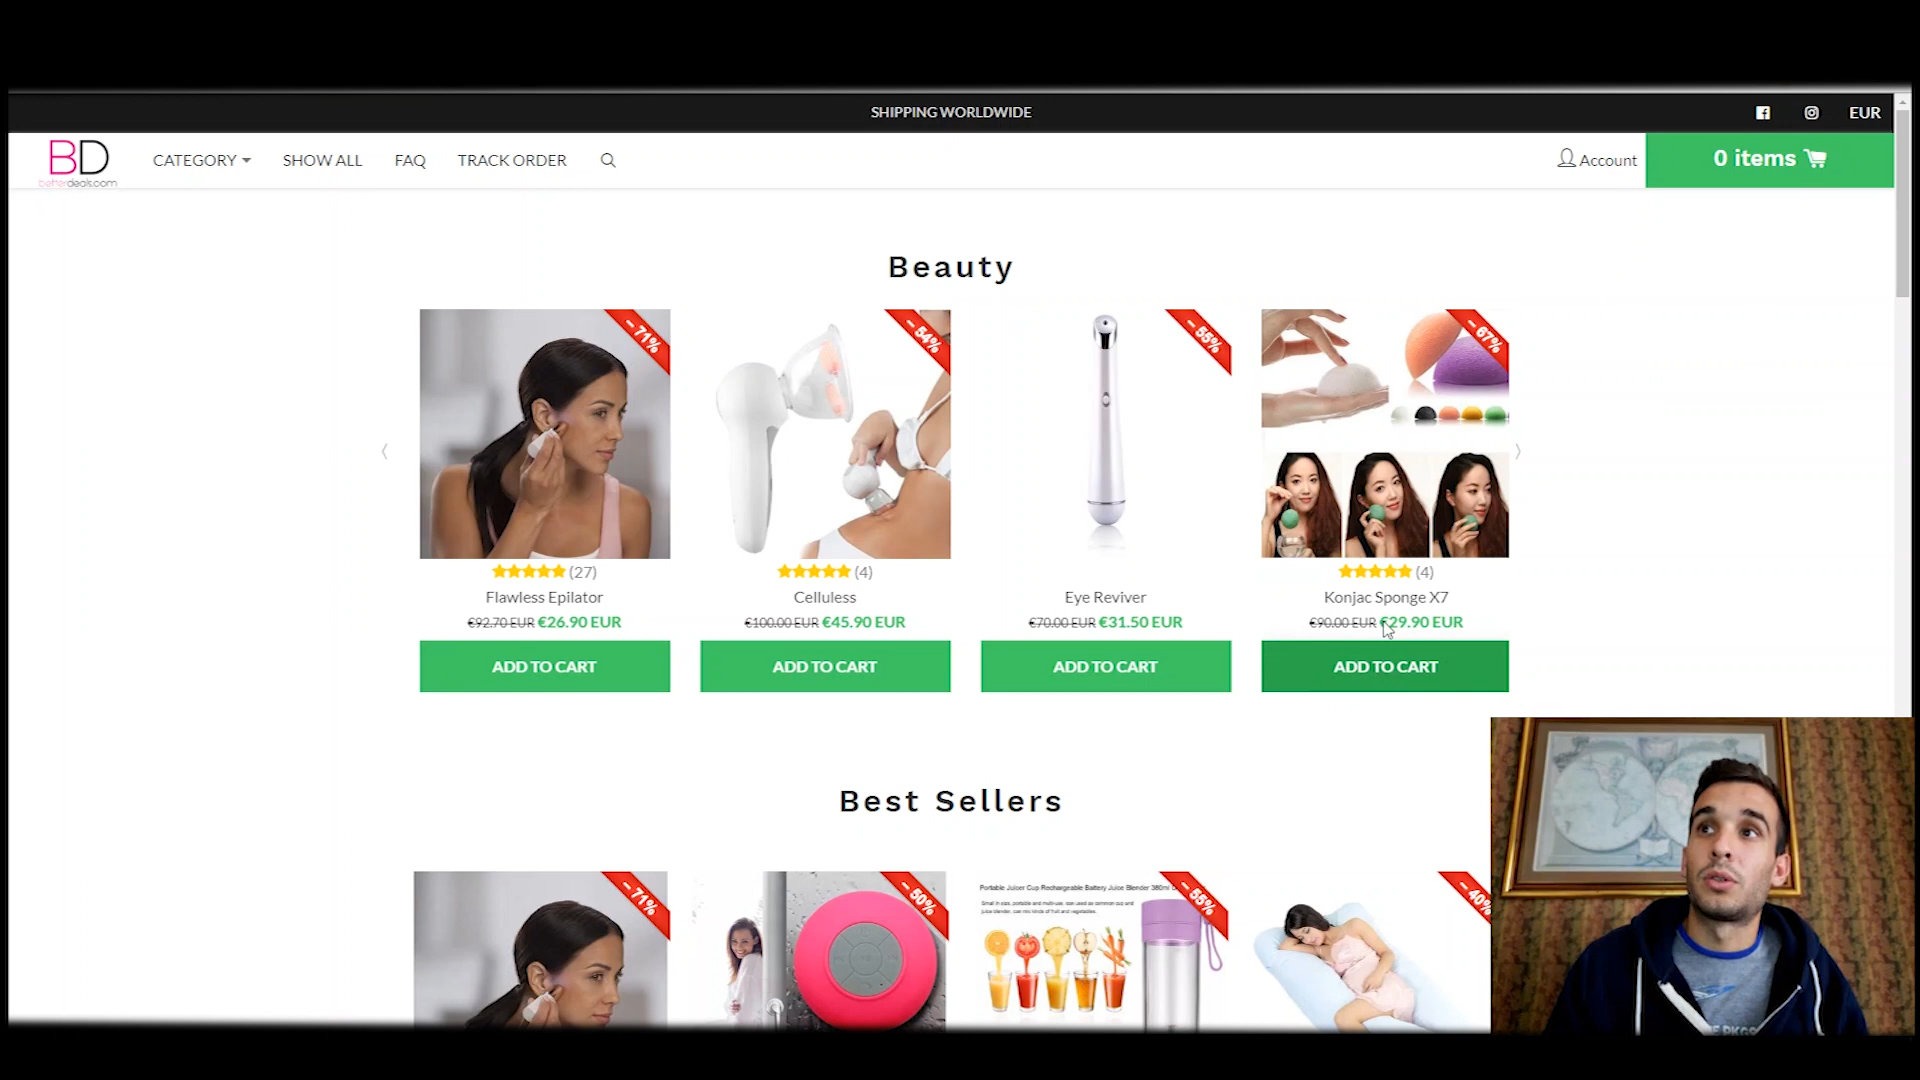 SHIPPING WORLDWIDE
EUR
BD
betterdeals.com
CATEGORY
SHOW ALL
FAQ
TRACK ORDER
Account
0 items
Beauty
- 71%
- 54%
- 55%
- 67%
(27)
(4)
(4)
Flawless Epilator
Celluless
Eye Reviver
Konjac Sponge X7
€92.70 EUR €26.90 EUR
€100.00 EUR €45.90 EUR
€70.00 EUR €31.50 EUR
€90.00 EUR €29.90 EUR
ADD TO CART
ADD TO CART
ADD TO CART
ADD TO CART
Best Sellers
- 71%
- 50%
- 55%
- 40%
Portable Juicer Cup Rechargeable Battery Juice Blender 380ml